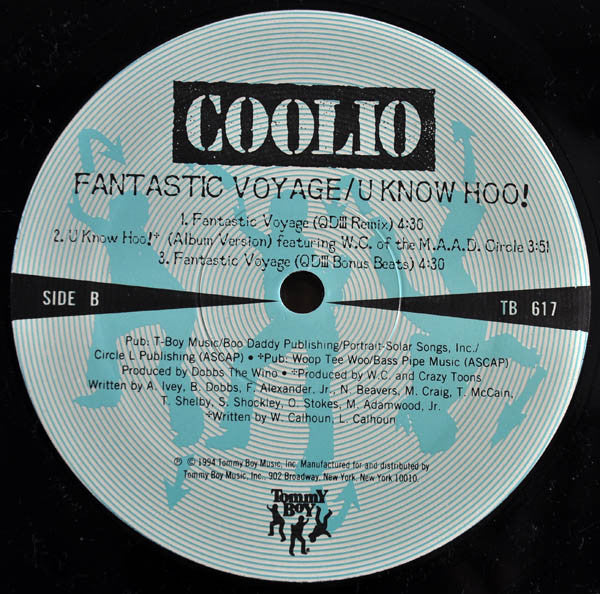 COOLIO
FANTASTIC VOYAGE/U KNOW HOO!
1. Fantastic Voyage (QDIII Remix) 4:30
2. U Know Hoo!⁺ (Album Version) featuring W.C. of the M.A.A.D. Circle 3:51
3. Fantastic Voyage (QDIII Bonus Beats) 4:30
SIDE B
TB 617
Pub: T-Boy Music/Boo Daddy Publishing/Portrait-Solar Songs, Inc./
Circle L Publishing (ASCAP) • ⁺Pub: Woop Tee Woo/Bass Pipe Music (ASCAP)
Produced by Dobbs The Wino • ⁺Produced by W.C. and Crazy Toons
Written by A. Ivey, B. Dobbs, F. Alexander, Jr., N. Beavers, M. Craig, T. McCain,
T. Shelby, S. Shockley, O. Stokes, M. Adamwood, Jr.
⁺Written by W. Calhoun, L. Calhoun
℗ © 1994 Tommy Boy Music, Inc. Manufactured for and distributed by
Tommy Boy Music, Inc., 902 Broadway, New York, New York 10010.
Tommy
BOY